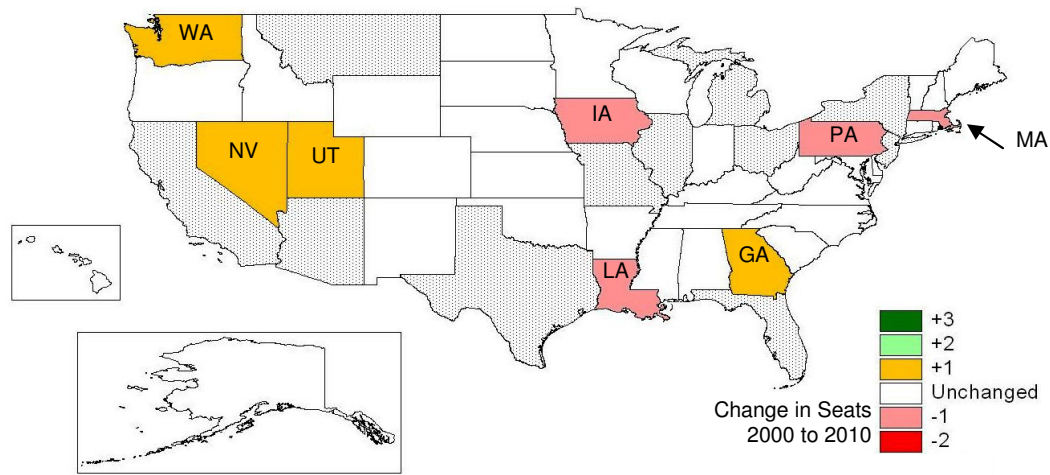 WA
NV
UT
IA
PA
MA
LA
GA
+3
+2
+1
Unchanged
-1
-2
Change in Seats
2000 to 2010